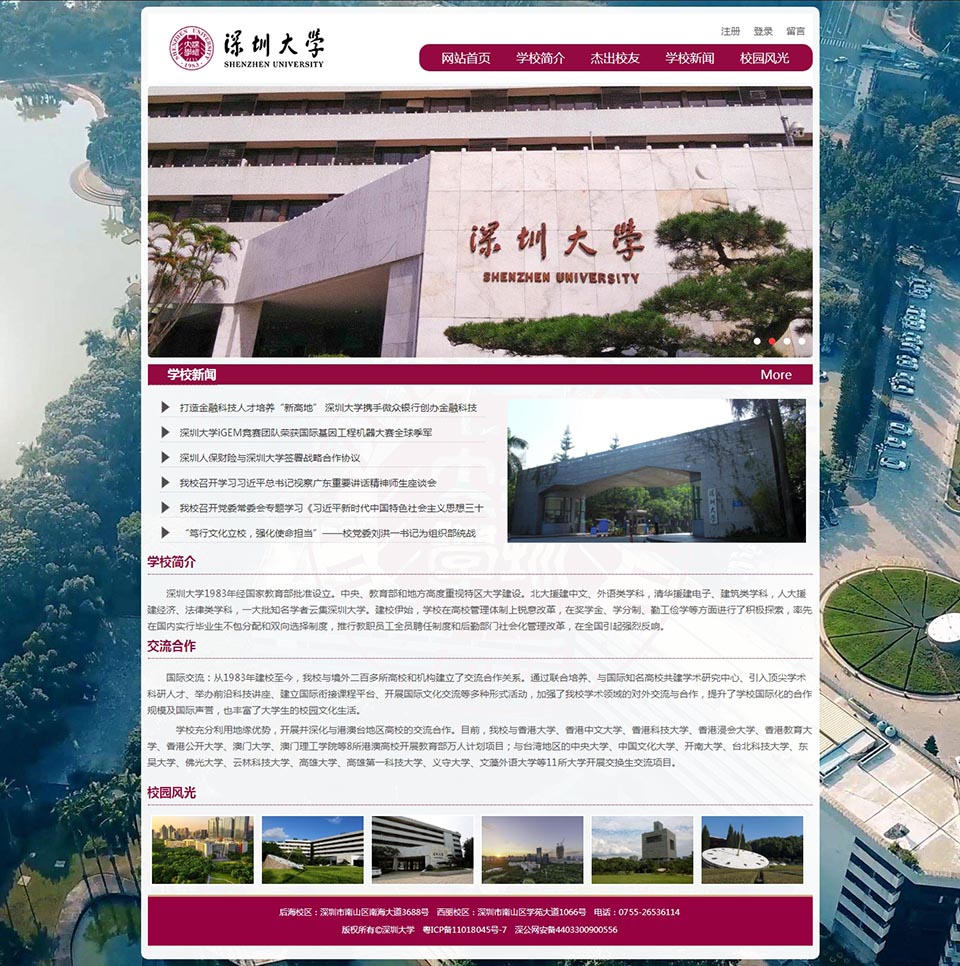 深圳大学
SHENZHEN UNIVERSITY
SHENZHEN UNIVERSITY
1983
注册 登录 留言
网站首页 学校简介 杰出校友 学校新闻 校园风光
深圳大學
SHENZHEN UNIVERSITY
学校新闻 More
打造金融科技人才培养“新高地” 深圳大学携手微众银行创办金融科技
深圳大学iGEM竞赛团队荣获国际基因工程机器大赛全球季军
深圳人保财险与深圳大学签署战略合作协议
我校召开学习习近平总书记视察广东重要讲话精神师生座谈会
我校召开党委常委会专题学习《习近平新时代中国特色社会主义思想三十
“笃行文化立校，强化使命担当”——校党委刘洪一书记为组织部统战
深圳大學
学校简介
深圳大学1983年经国家教育部批准设立。中央、教育部和地方高度重视特区大学建设。北大援建中文、外语类学科，清华援建电子、建筑类学科，人大援
建经济、法律类学科，一大批知名学者云集深圳大学。建校伊始，学校在高校管理体制上锐意改革，在奖学金、学分制、勤工俭学等方面进行了积极探索，率先
在国内实行毕业生不包分配和双向选择制度，推行教职员工全员聘任制度和后勤部门社会化管理改革，在全国引起强烈反响。
交流合作
国际交流：从1983年建校至今，我校与境外二百多所高校和机构建立了交流合作关系。通过联合培养、与国际知名高校共建学术研究中心、引入顶尖学术
科研人才、举办前沿科技讲座、建立国际衔接课程平台、开展国际文化交流等多种形式活动，加强了我校学术领域的对外交流与合作，提升了学校国际化的合作
规模及国际声誉，也丰富了大学生的校园文化生活。
学校充分利用地缘优势，开展并深化与港澳台地区高校的交流合作。目前，我校与香港大学、香港中文大学、香港科技大学、香港浸会大学、香港教育大
学、香港公开大学、澳门大学、澳门理工学院等8所港澳高校开展教育部万人计划项目；与台湾地区的中央大学、中国文化大学、开南大学、台北科技大学、东
吴大学、佛光大学、云林科技大学、高雄大学、高雄第一科技大学、义守大学、文藻外语大学等11所大学开展交换生交流项目。
校园风光
后海校区：深圳市南山区南海大道3688号 西丽校区：深圳市南山区学苑大道1066号 电话：0755-26536114
版权所有©深圳大学 粤ICP备11018045号-7 深公网安备4403300900556